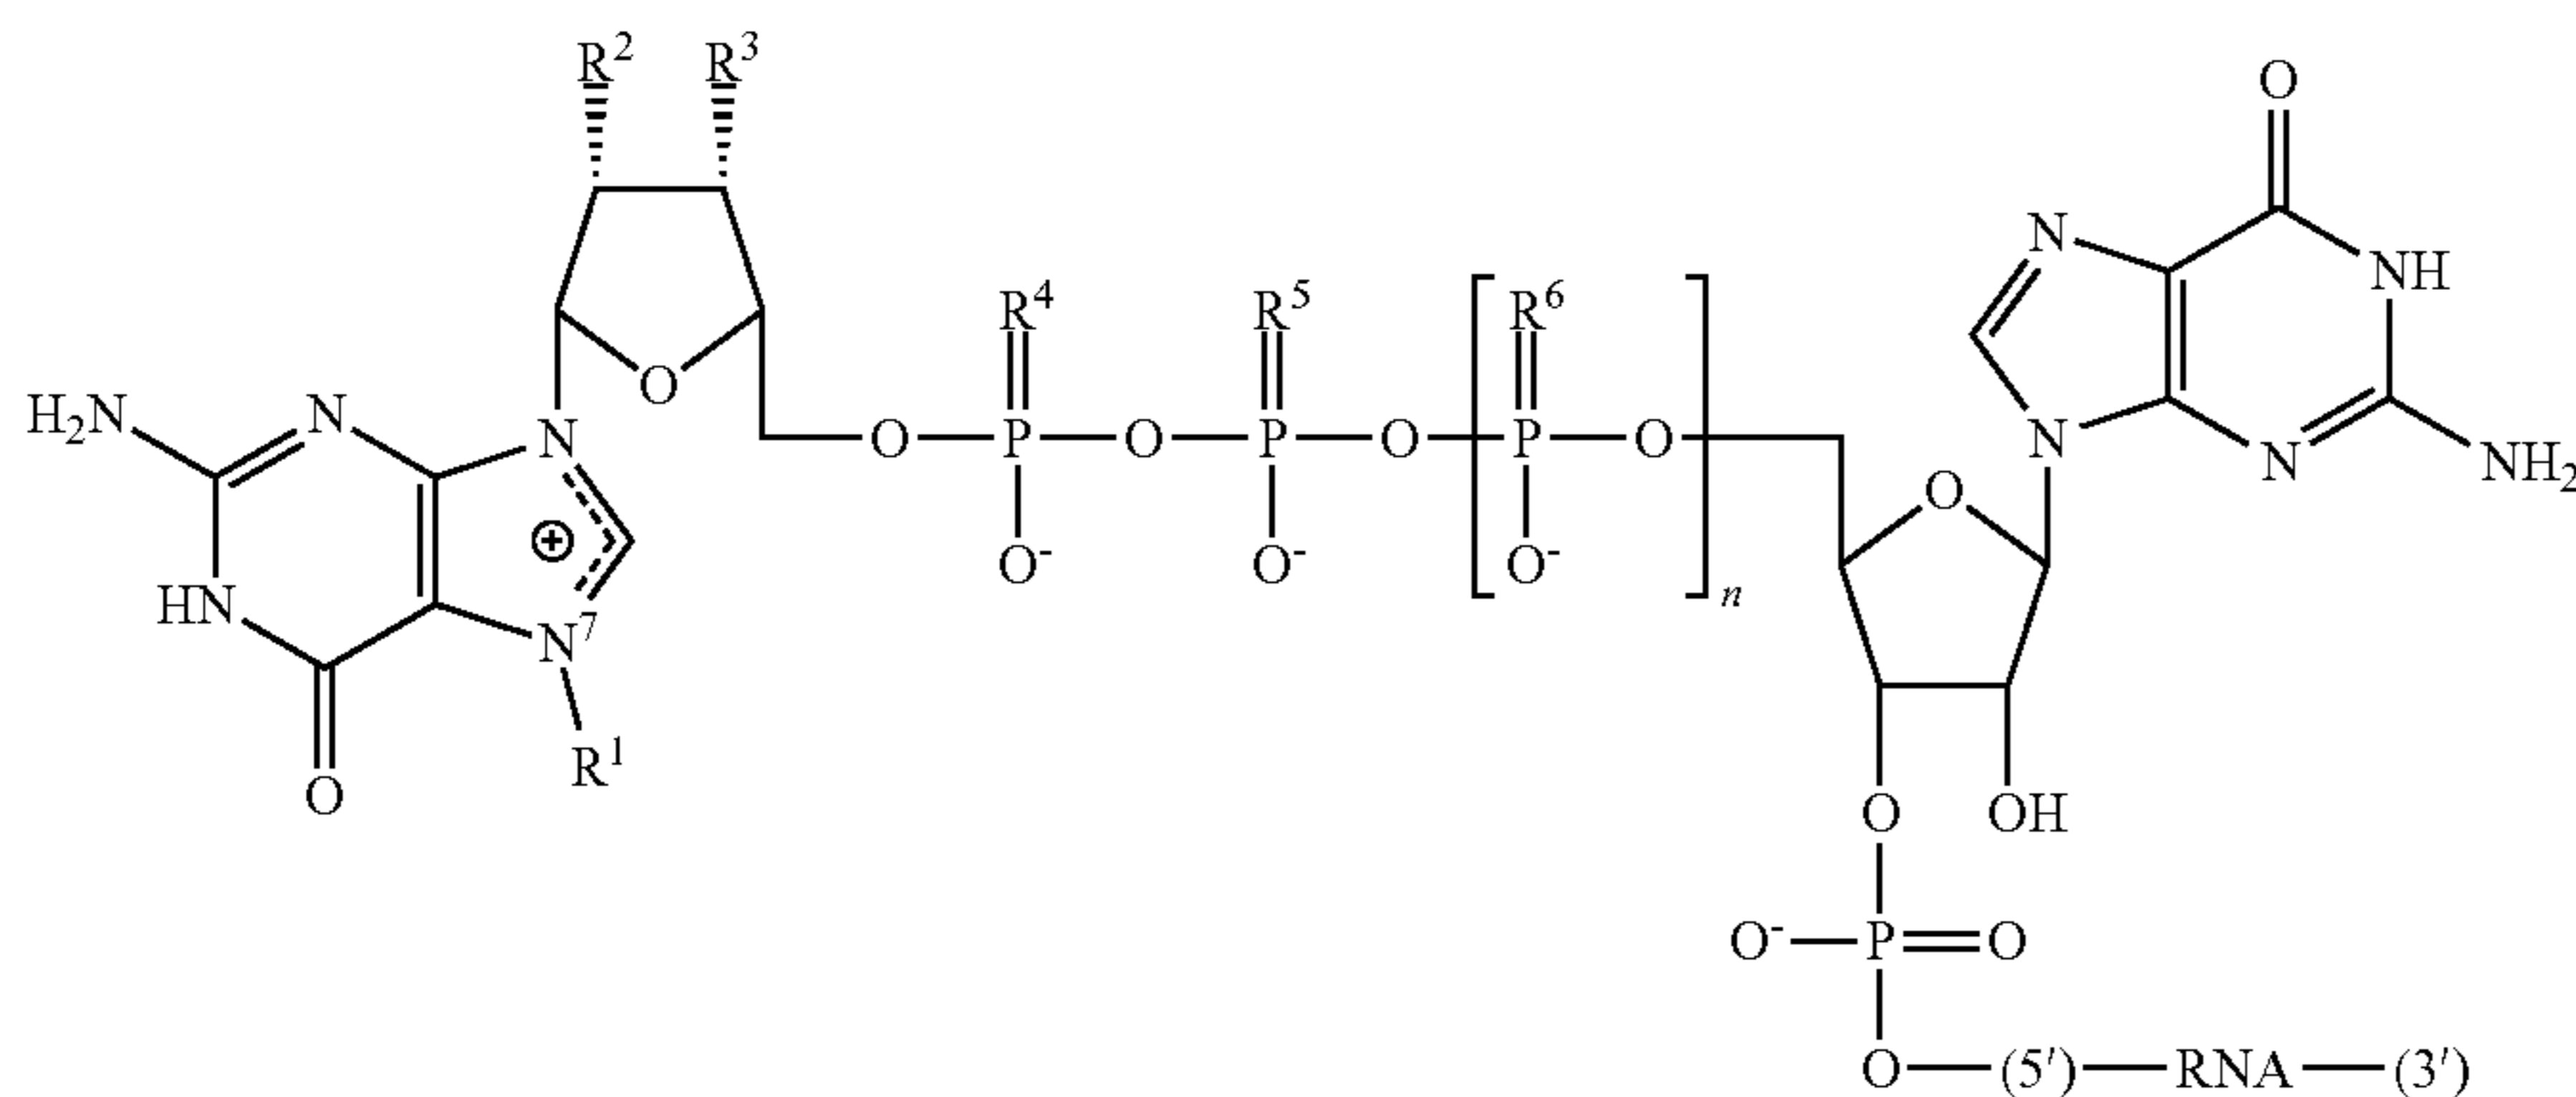 R² R³
O
N NH
R⁴ R⁵ R⁶
O
H₂N N N O P O P O P O N N NH₂
O
⊕
O⁻ O⁻ O⁻ n
HN N⁷
R¹
O O OH
O⁻ P O
O (5′) RNA (3′)